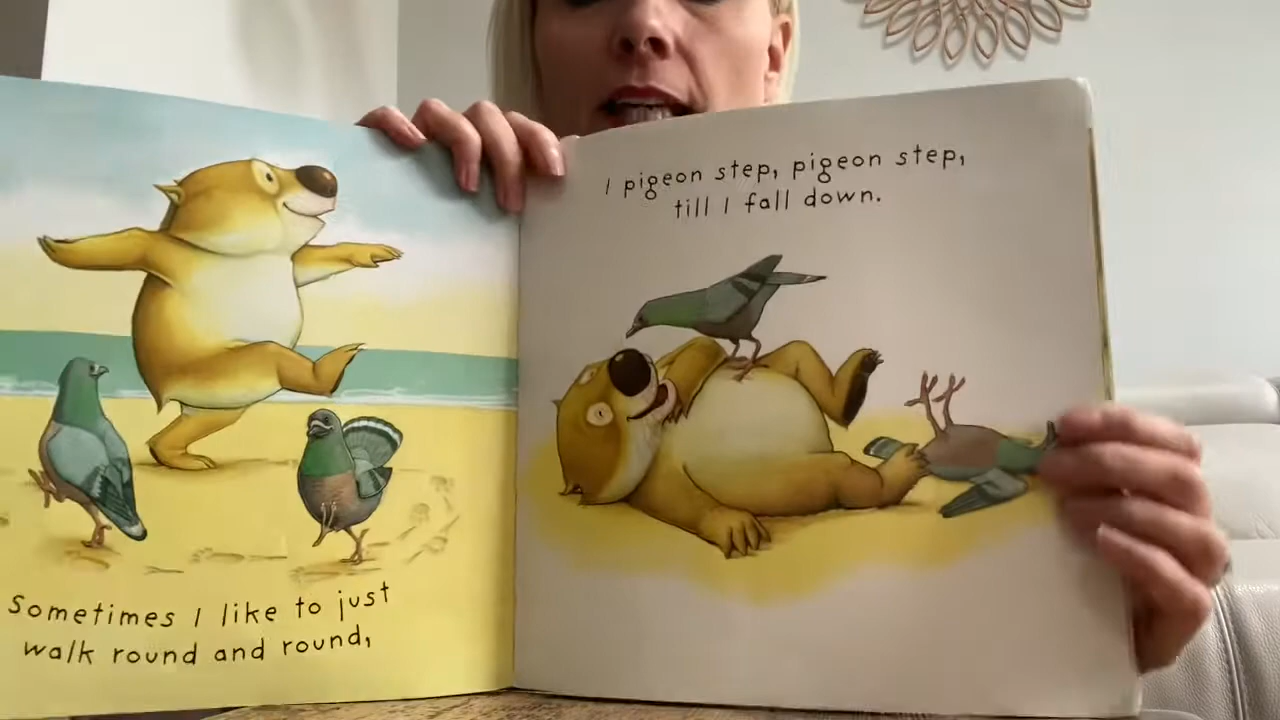 Sometimes I like to just
walk round and round,
I pigeon step, pigeon step,
till I fall down.